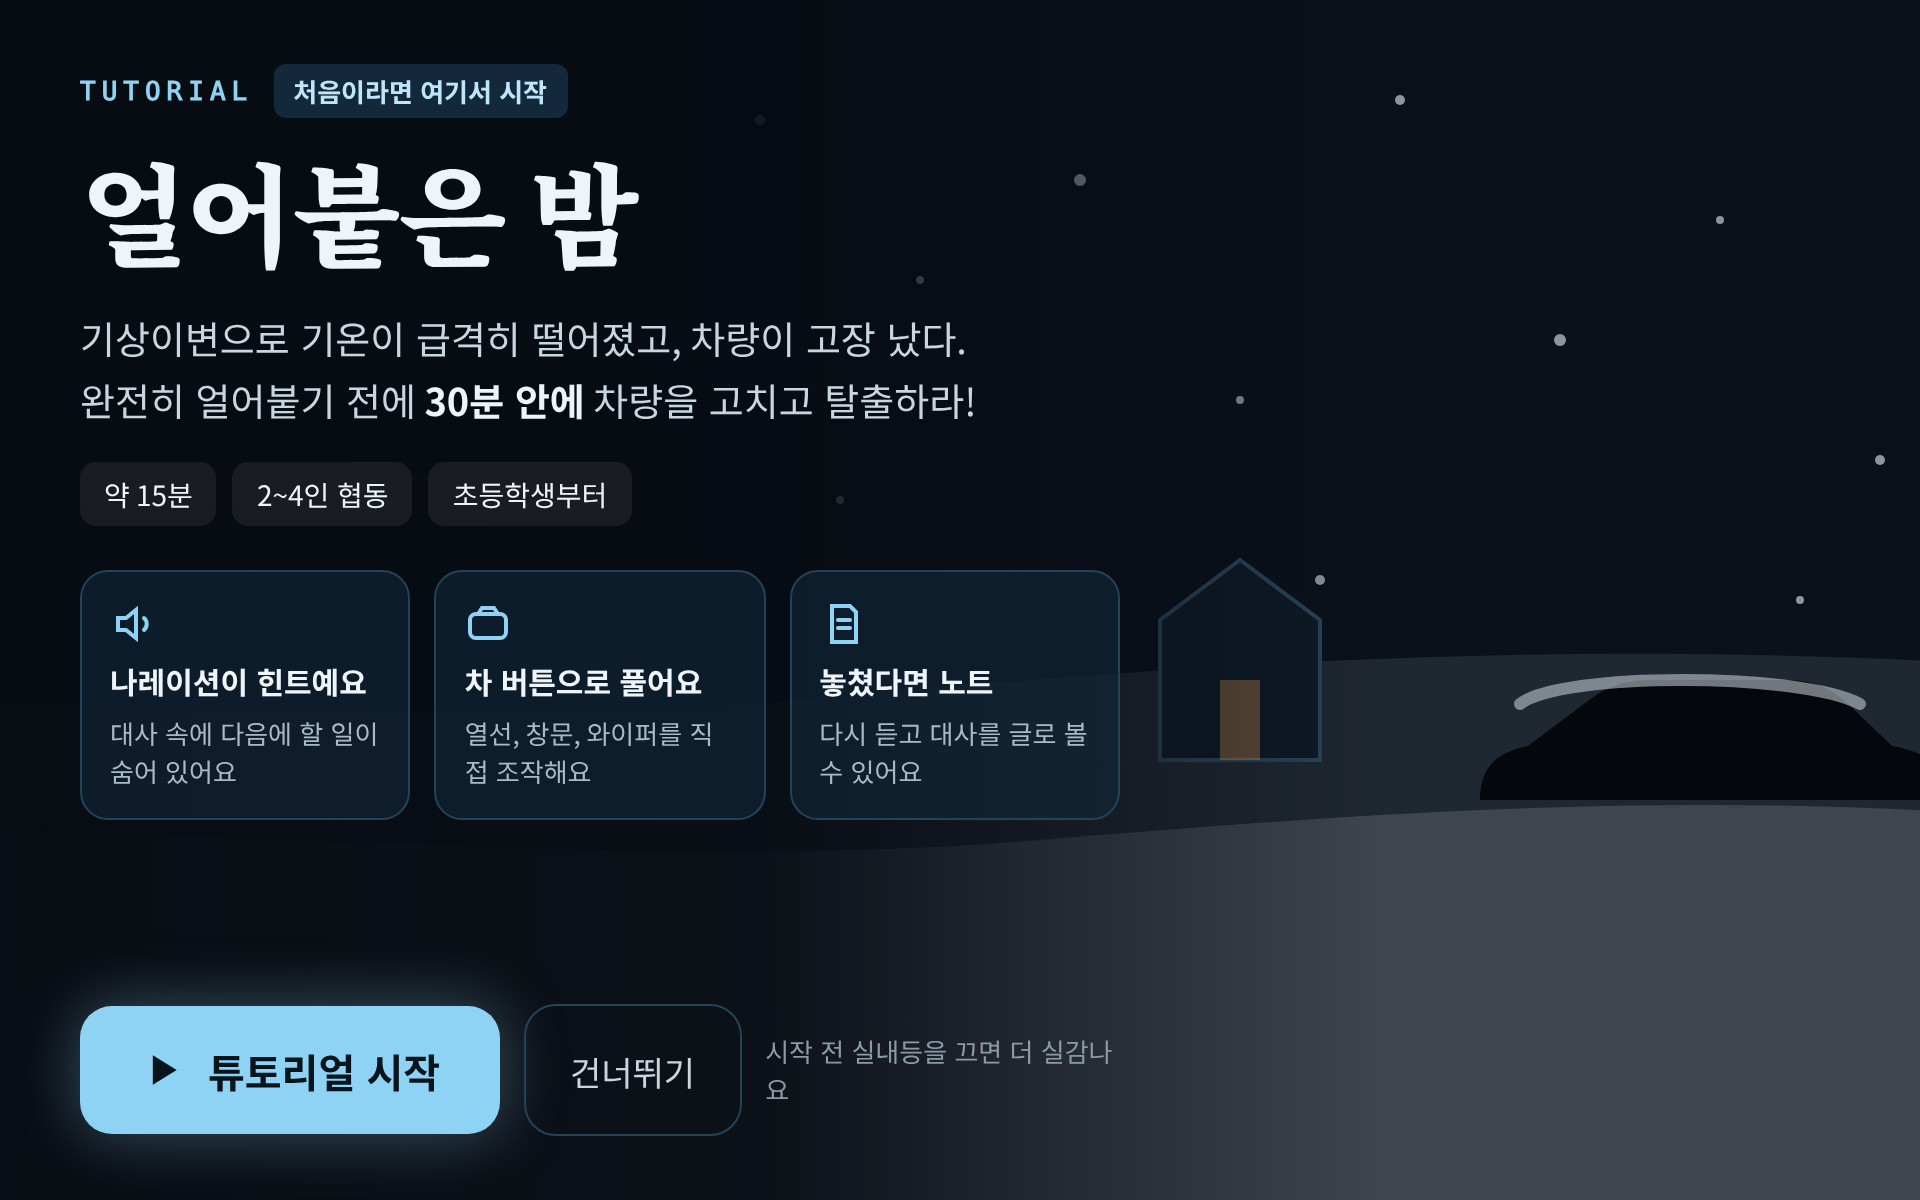 TUTORIAL 처음이라면 여기서 시작
얼어붙은 밤
기상이변으로 기온이 급격히 떨어졌고, 차량이 고장 났다.
완전히 얼어붙기 전에 30분 안에 차량을 고치고 탈출하라!
약 15분 2~4인 협동 초등학생부터
나레이션이 힌트예요
대사 속에 다음에 할 일이
숨어 있어요
차 버튼으로 풀어요
열선, 창문, 와이퍼를 직
접 조작해요
놓쳤다면 노트
다시 듣고 대사를 글로 볼
수 있어요
튜토리얼 시작
건너뛰기
시작 전 실내등을 끄면 더 실감나
요